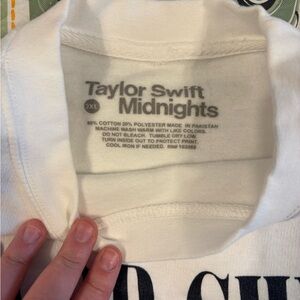 Taylor Swift
2XL Midnights
80% COTTON 20% POLYESTER MADE IN PAKISTAN
MACHINE WASH WARM WITH LIKE COLORS.
DO NOT BLEACH. TUMBLE DRY LOW.
TURN INSIDE OUT TO PROTECT PRINT.
COOL IRON IF NEEDED.